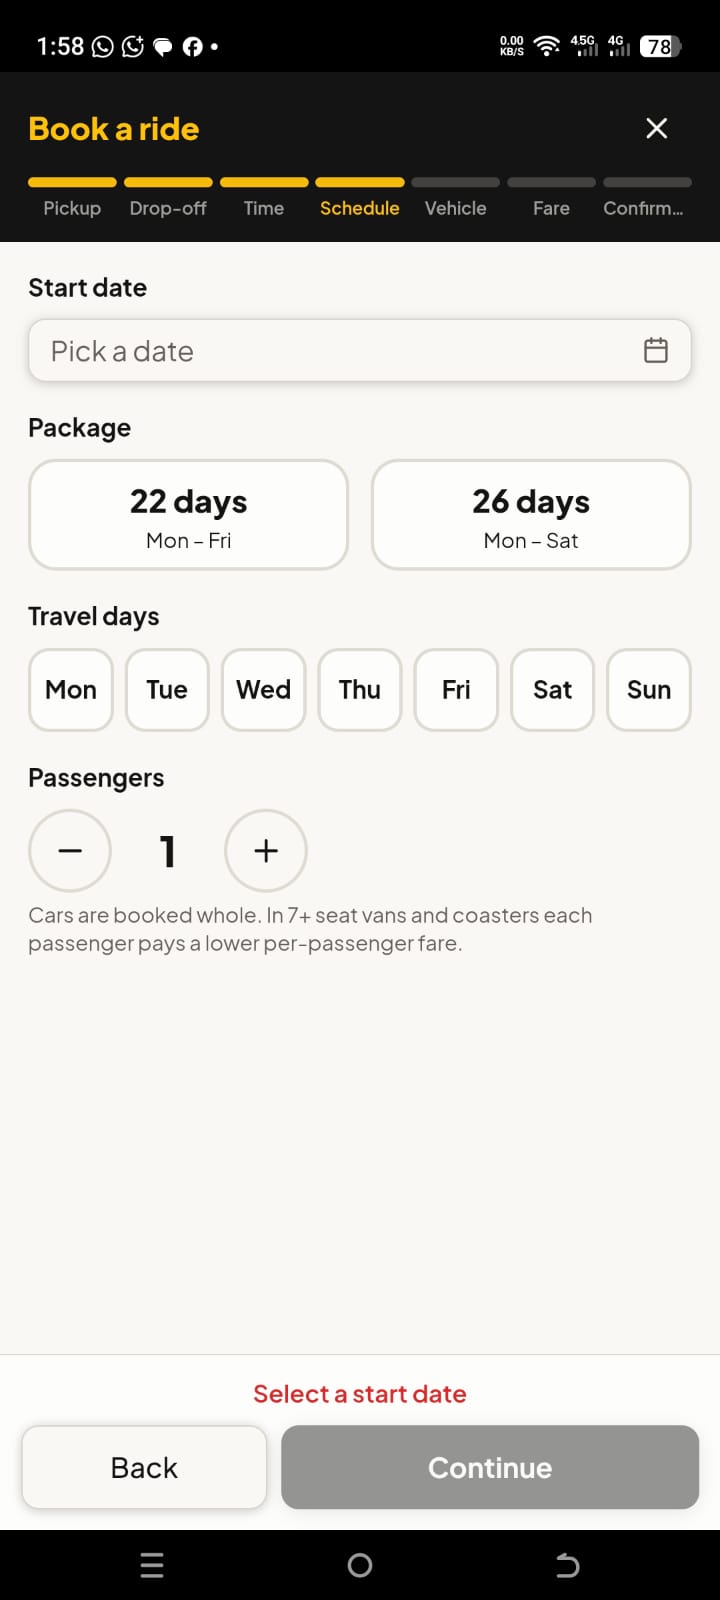 1:58
0.00 KB/S 4.5G 4G 78
Book a ride
Pickup Drop-off Time Schedule Vehicle Fare Confirm...
Start date
Pick a date
Package
22 days 26 days
Mon – Fri Mon – Sat
Travel days
Mon Tue Wed Thu Fri Sat Sun
Passengers
1
Cars are booked whole. In 7+ seat vans and coasters each
passenger pays a lower per-passenger fare.
Select a start date
Back Continue